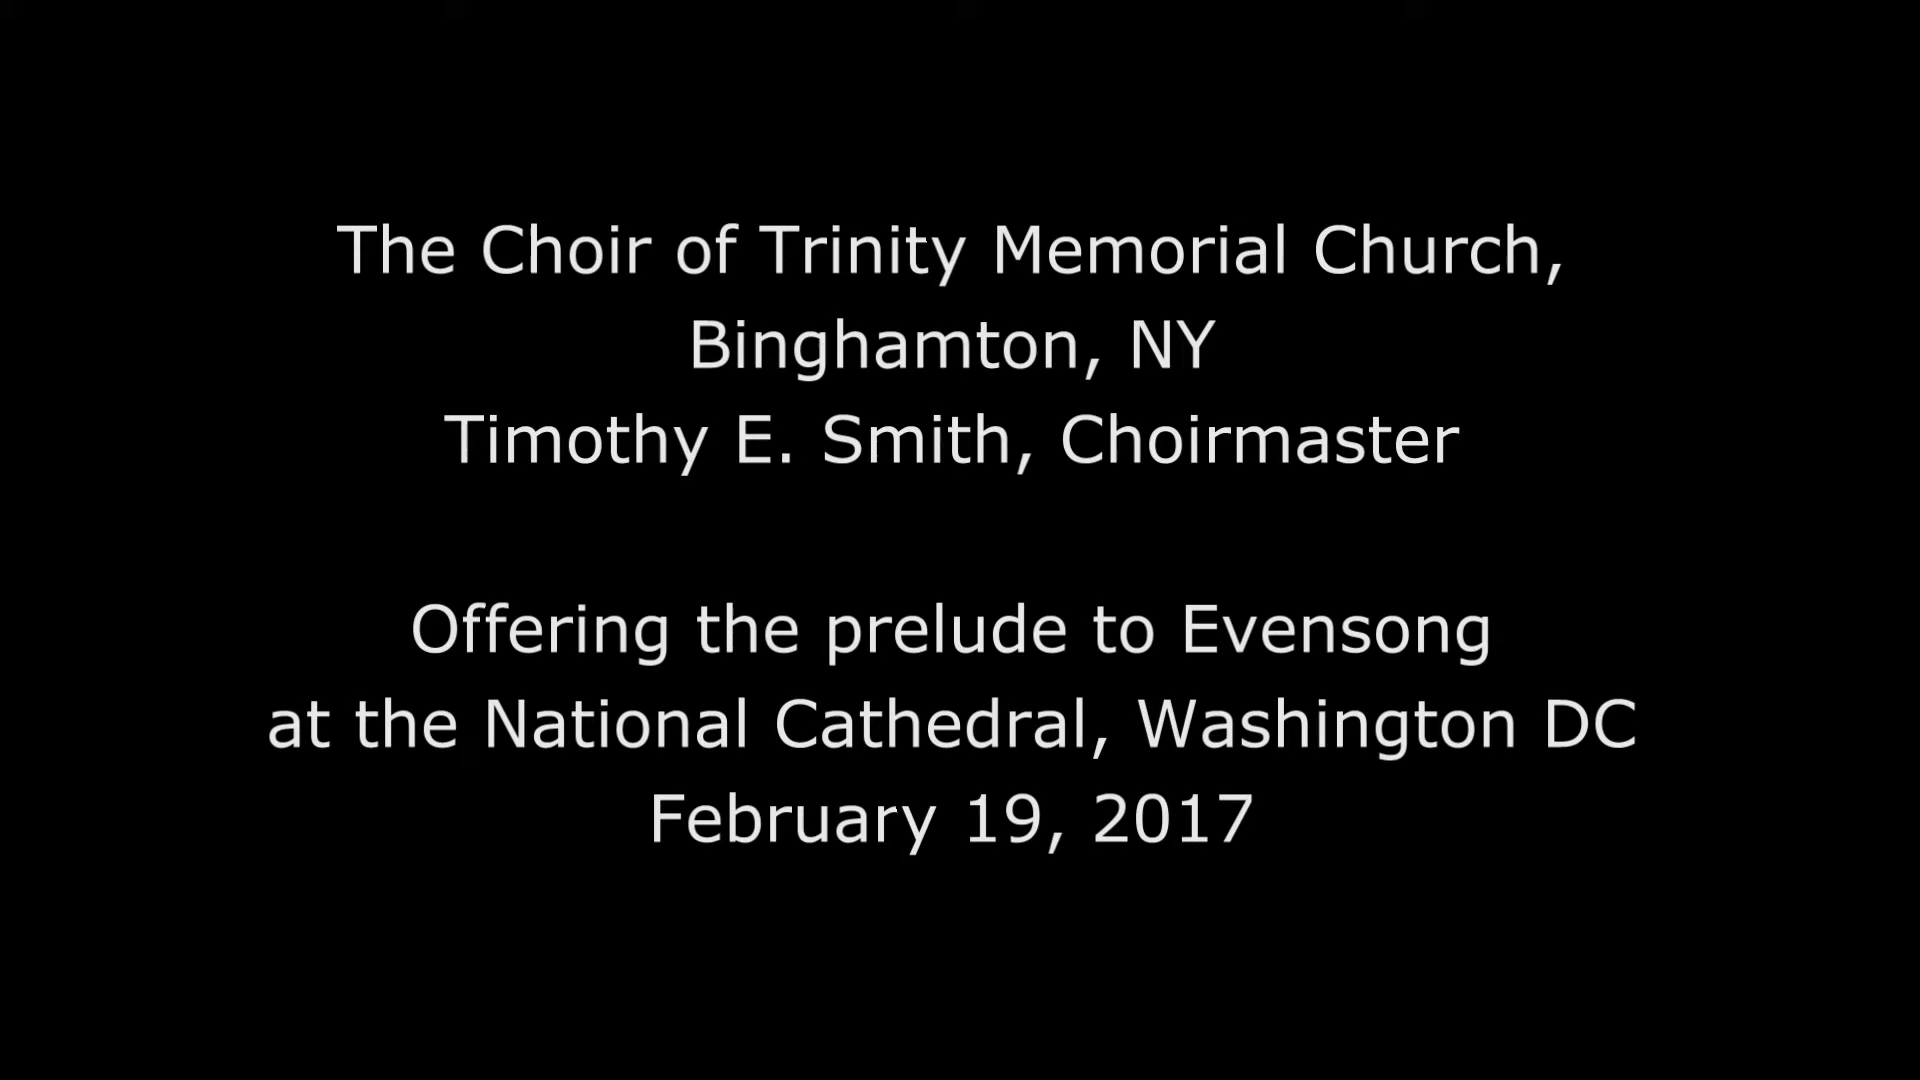 The Choir of Trinity Memorial Church,
Binghamton, NY
Timothy E. Smith, Choirmaster
Offering the prelude to Evensong
at the National Cathedral, Washington DC
February 19, 2017